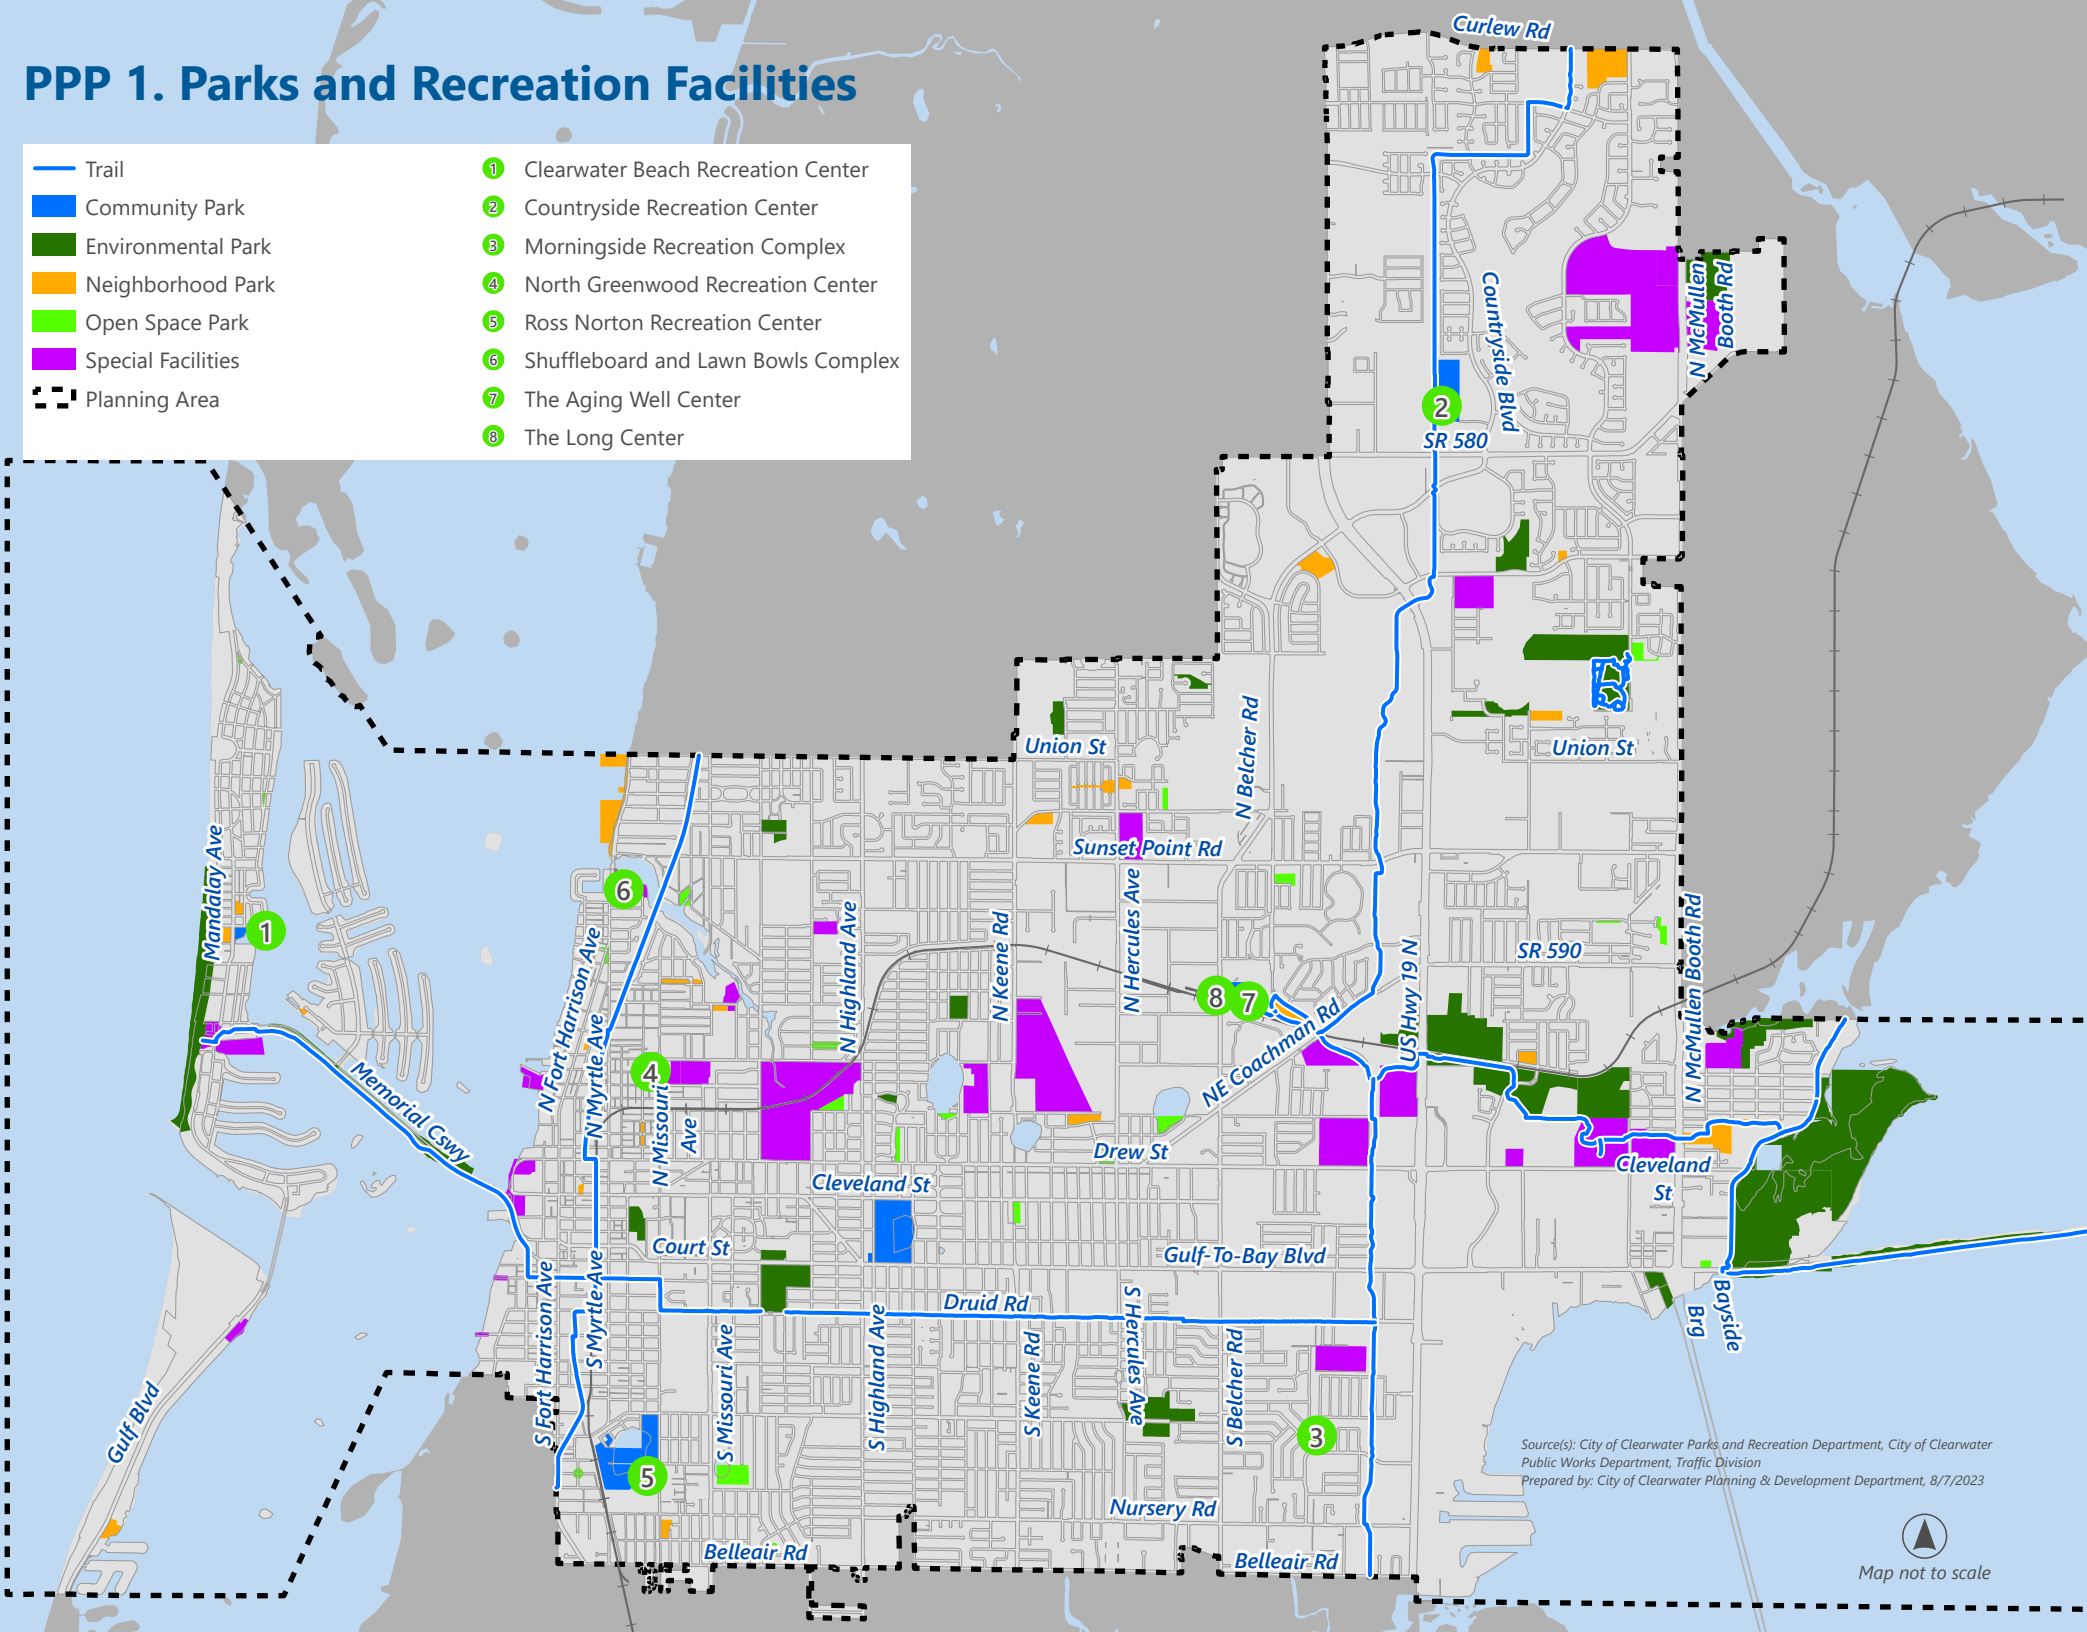 PPP 1. Parks and Recreation Facilities
Trail
Community Park
Environmental Park
Neighborhood Park
Open Space Park
Special Facilities
Planning Area
1 Clearwater Beach Recreation Center
2 Countryside Recreation Center
3 Morningside Recreation Complex
4 North Greenwood Recreation Center
5 Ross Norton Recreation Center
6 Shuffleboard and Lawn Bowls Complex
7 The Aging Well Center
8 The Long Center
Curlew Rd
Countryside Blvd
N McMullen
Booth Rd
2
SR 580
N Belcher Rd
Union St
Union St
Sunset Point Rd
Mandalay Ave
1
6
N Fort Harrison Ave
N Myrtle Ave
N Highland Ave
N Keene Rd
N Hercules Ave
8
7
NE Coachman Rd
US Hwy 19 N
SR 590
N McMullen Booth Rd
4
N Missouri
Ave
Memorial Cswy
Drew St
Cleveland St
Cleveland
St
Court St
Gulf-To-Bay Blvd
Druid Rd
S Fort Harrison Ave
S Myrtle Ave
S Missouri Ave
S Highland Ave
S Keene Rd
S Hercules Ave
S Belcher Rd
Bayside
Brg
Gulf Blvd
3
5
Nursery Rd
Belleair Rd
Belleair Rd
Source(s): City of Clearwater Parks and Recreation Department, City of Clearwater
Public Works Department, Traffic Division
Prepared by: City of Clearwater Planning & Development Department, 8/7/2023
Map not to scale